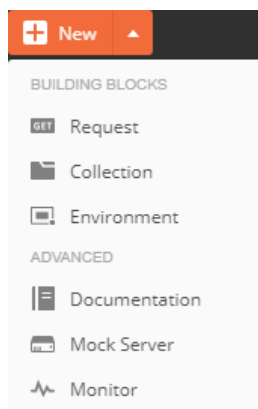 New
BUILDING BLOCKS
GET Request
Collection
Environment
ADVANCED
Documentation
Mock Server
Monitor